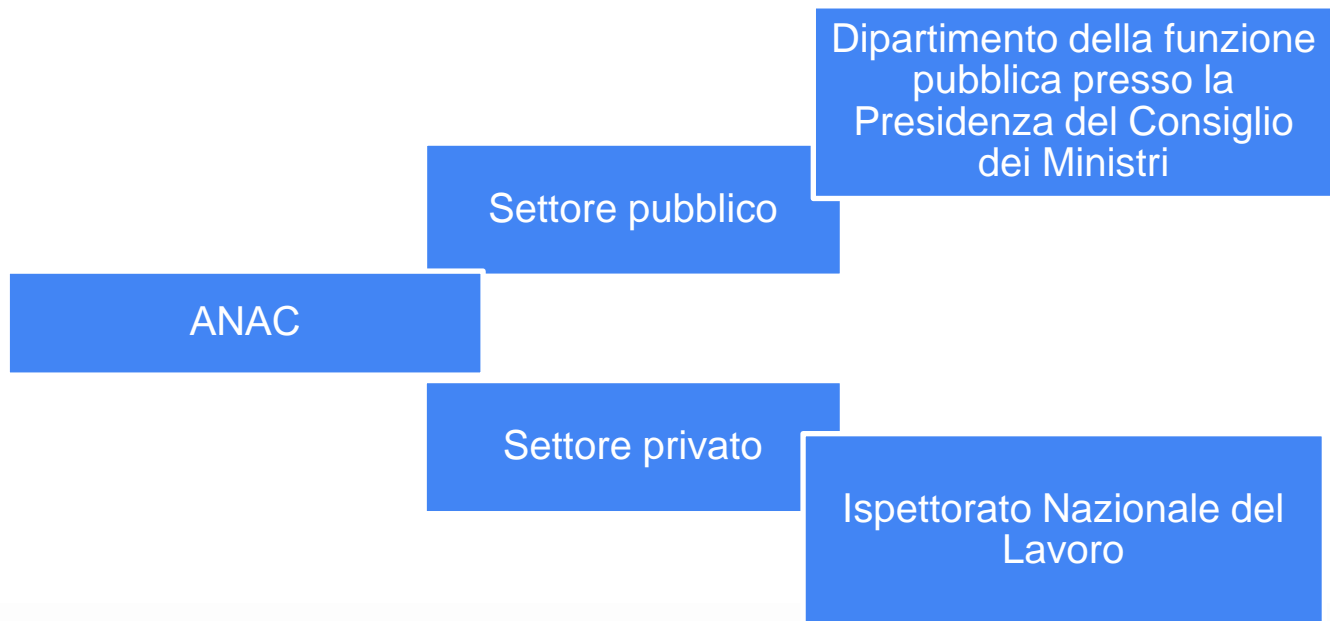 Dipartimento della funzione
pubblica presso la
Presidenza del Consiglio
dei Ministri
Settore pubblico
ANAC
Settore privato
Ispettorato Nazionale del
Lavoro